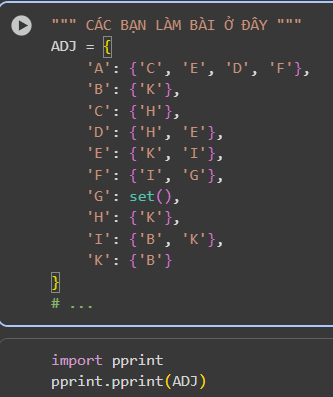 """ CÁC BẠN LÀM BÀI Ở ĐÂY """
ADJ = {
    'A': {'C', 'E', 'D', 'F'},
    'B': {'K'},
    'C': {'H'},
    'D': {'H', 'E'},
    'E': {'K', 'I'},
    'F': {'I', 'G'},
    'G': set(),
    'H': {'K'},
    'I': {'B', 'K'},
    'K': {'B'}
}
# ...
import pprint
pprint.pprint(ADJ)